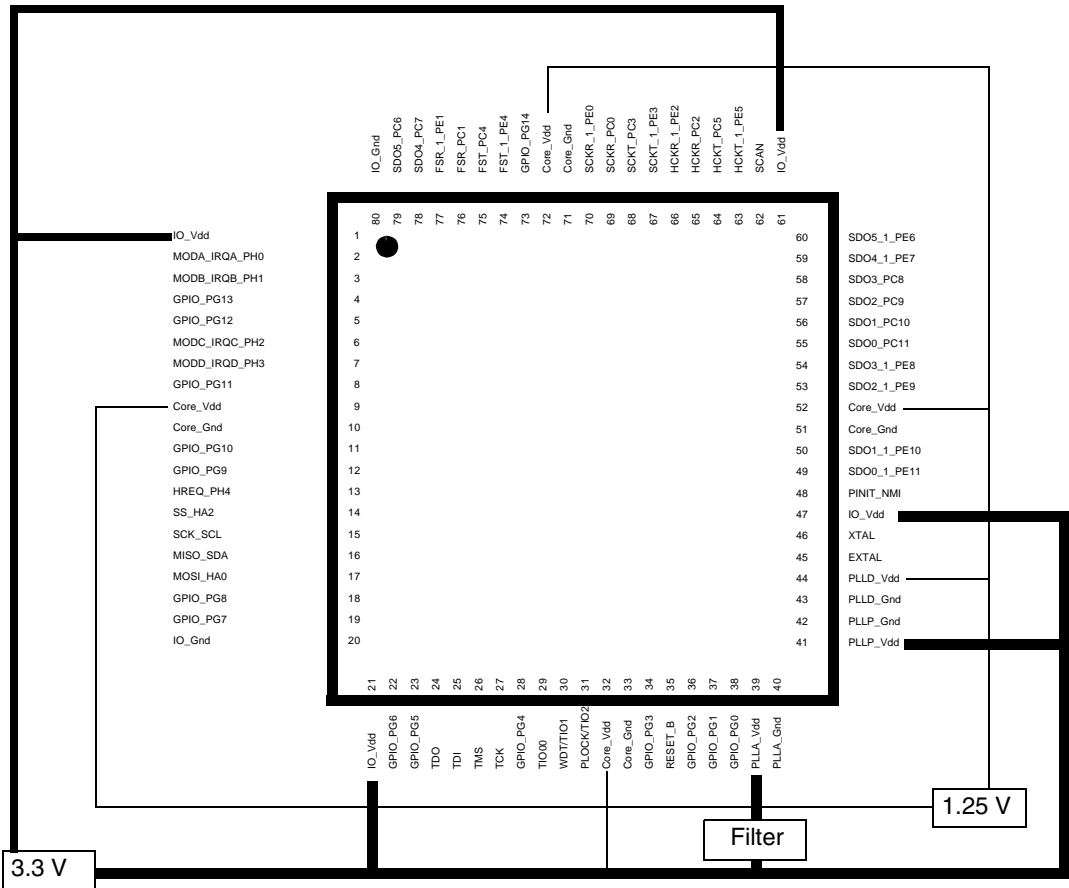 IO_Gnd
SDO5_PC6
SDO4_PC7
FSR_1_PE1
FSR_PC1
FST_PC4
FST_1_PE4
GPIO_PG14
Core_Vdd
Core_Gnd
SCKR_1_PE0
SCKR_PC0
SCKT_PC3
SCKT_1_PE3
HCKR_1_PE2
HCKR_PC2
HCKT_PC5
HCKT_1_PE5
SCAN
IO_Vdd
80
79
78
77
76
75
74
73
72
71
70
69
68
67
66
65
64
63
62
61
IO_Vdd 1
MODA_IRQA_PH0 2
MODB_IRQB_PH1 3
GPIO_PG13 4
GPIO_PG12 5
MODC_IRQC_PH2 6
MODD_IRQD_PH3 7
GPIO_PG11 8
Core_Vdd 9
Core_Gnd 10
GPIO_PG10 11
GPIO_PG9 12
HREQ_PH4 13
SS_HA2 14
SCK_SCL 15
MISO_SDA 16
MOSI_HA0 17
GPIO_PG8 18
GPIO_PG7 19
IO_Gnd 20
60 SDO5_1_PE6
59 SDO4_1_PE7
58 SDO3_PC8
57 SDO2_PC9
56 SDO1_PC10
55 SDO0_PC11
54 SDO3_1_PE8
53 SDO2_1_PE9
52 Core_Vdd
51 Core_Gnd
50 SDO1_1_PE10
49 SDO0_1_PE11
48 PINIT_NMI
47 IO_Vdd
46 XTAL
45 EXTAL
44 PLLD_Vdd
43 PLLD_Gnd
42 PLLP_Gnd
41 PLLP_Vdd
21
22
23
24
25
26
27
28
29
30
31
32
33
34
35
36
37
38
39
40
IO_Vdd
GPIO_PG6
GPIO_PG5
TDO
TDI
TMS
TCK
GPIO_PG4
TIO00
WDT/TIO1
PLOCK/TIO2
Core_Vdd
Core_Gnd
GPIO_PG3
RESET_B
GPIO_PG2
GPIO_PG1
GPIO_PG0
PLLA_Vdd
PLLA_Gnd
1.25 V
Filter
3.3 V